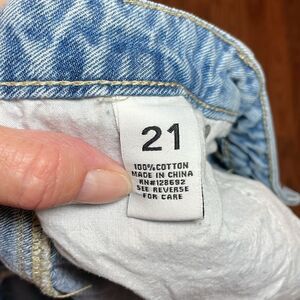 21
100%COTTON
MADE IN CHINA
RN#128692
SEE REVERSE
FOR CARE